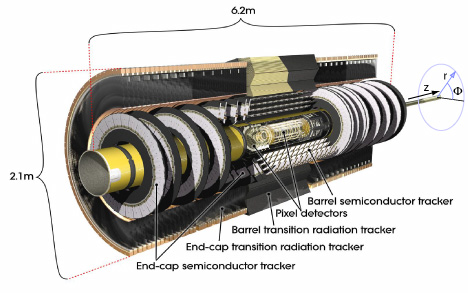 6.2m
r
z
Φ
2.1m
Barrel semiconductor tracker
Pixel detectors
Barrel transition radiation tracker
End-cap transition radiation tracker
End-cap semiconductor tracker